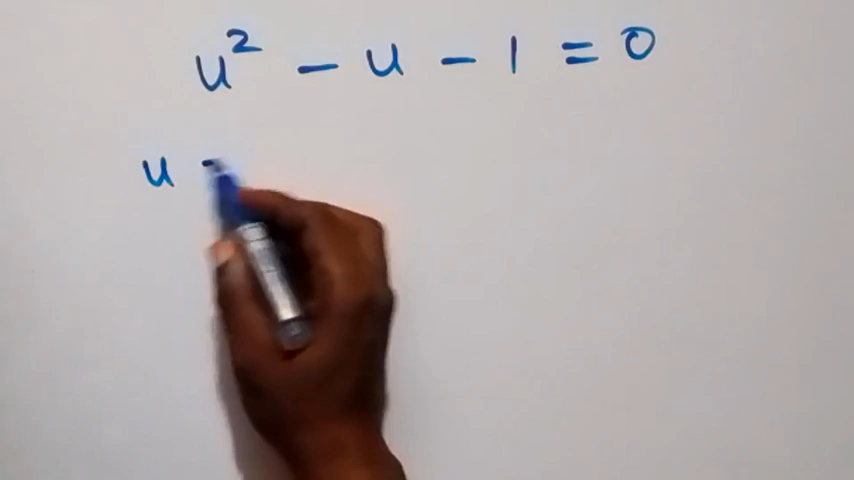 u² - u - 1 = 0
u